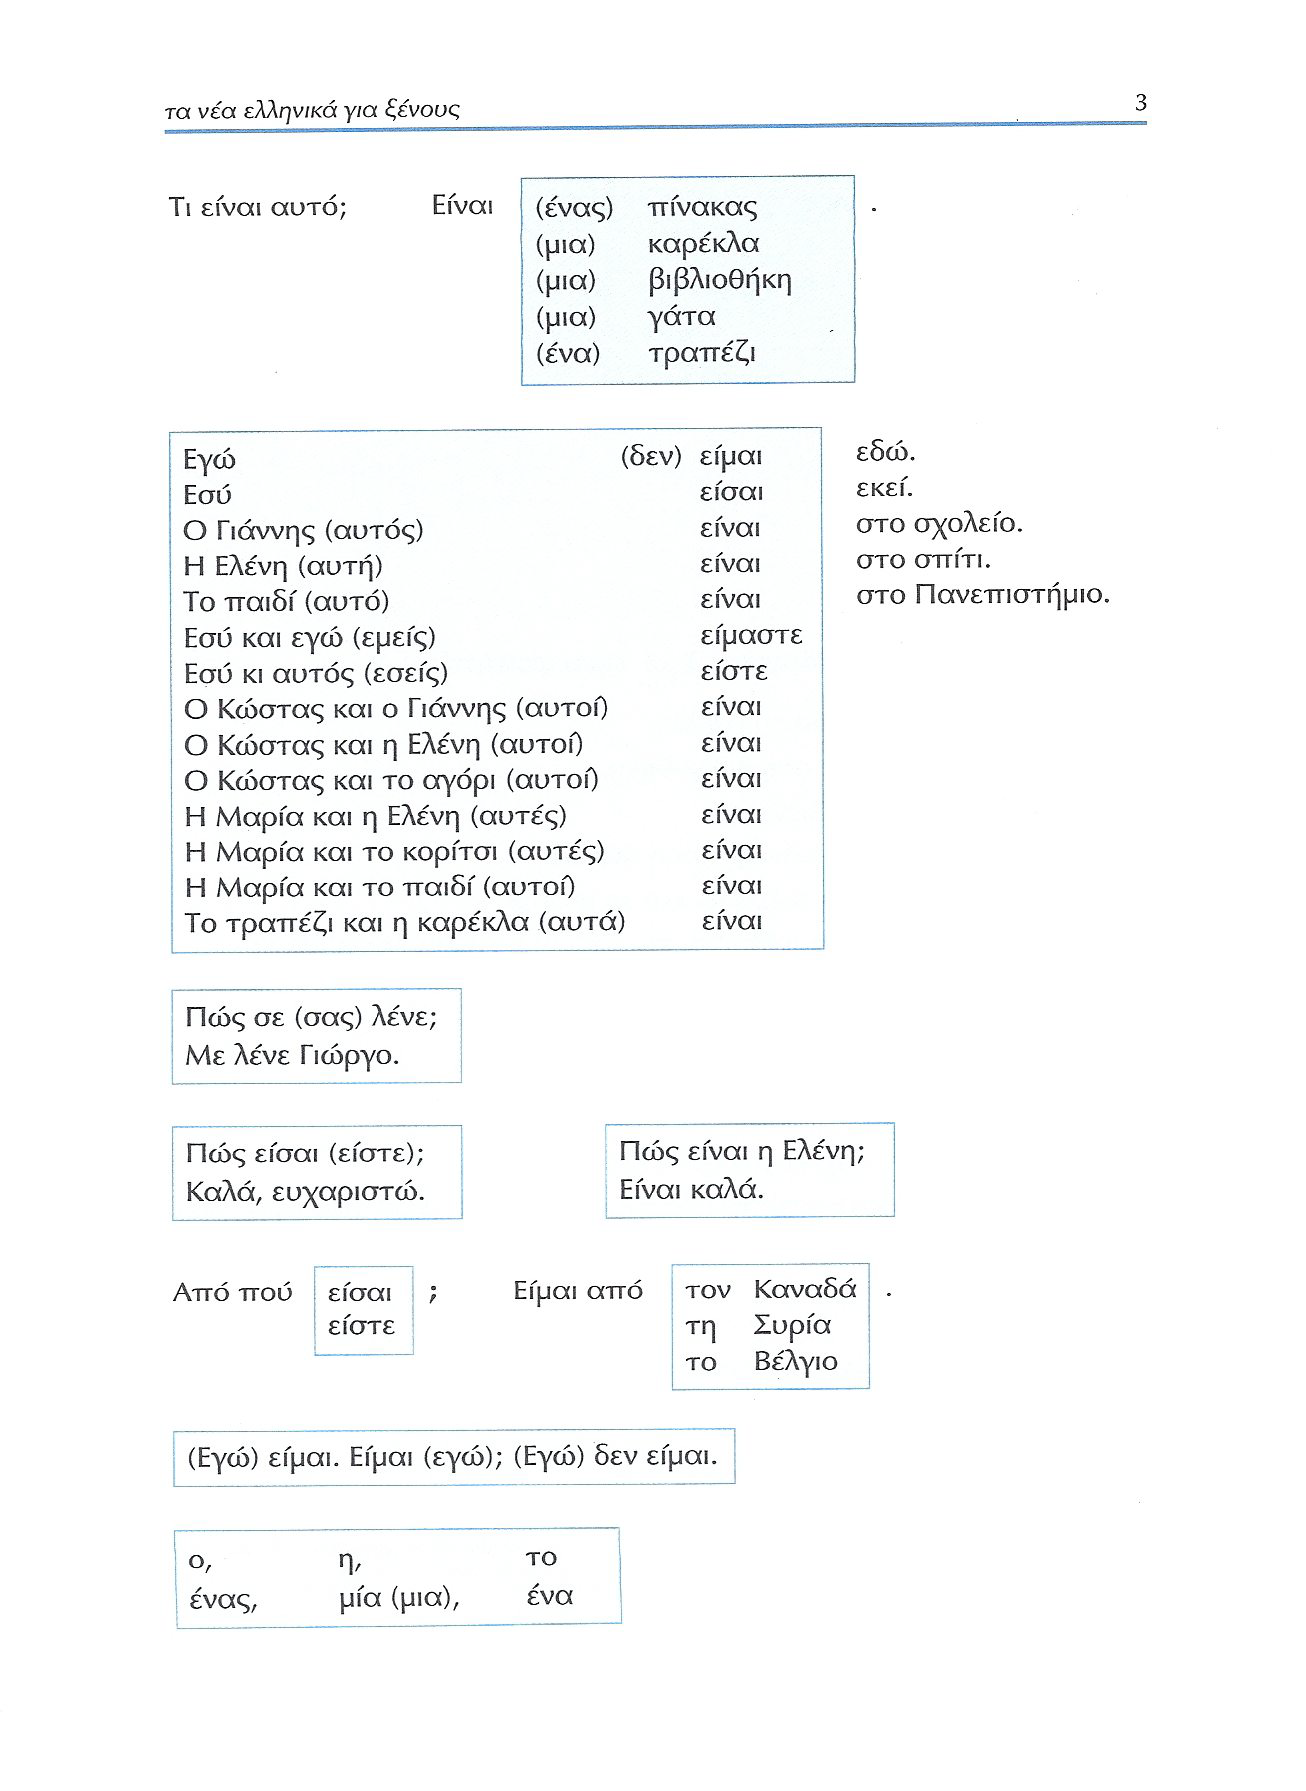 τα νέα ελληνικά για ξένους 3
Τι είναι αυτό; Είναι (ένας) πίνακας .
(μια) καρέκλα
(μια) βιβλιοθήκη
(μια) γάτα
(ένα) τραπέζι
Εγώ (δεν) είμαι εδώ.
Εσύ είσαι εκεί.
Ο Γιάννης (αυτός) είναι στο σχολείο.
Η Ελένη (αυτή) είναι στο σπίτι.
Το παιδί (αυτό) είναι στο Πανεπιστήμιο.
Εσύ και εγώ (εμείς) είμαστε
Εσύ κι αυτός (εσείς) είστε
Ο Κώστας και ο Γιάννης (αυτοί) είναι
Ο Κώστας και η Ελένη (αυτοί) είναι
Ο Κώστας και το αγόρι (αυτοί) είναι
Η Μαρία και η Ελένη (αυτές) είναι
Η Μαρία και το κορίτσι (αυτές) είναι
Η Μαρία και το παιδί (αυτοί) είναι
Το τραπέζι και η καρέκλα (αυτά) είναι
Πώς σε (σας) λένε;
Με λένε Γιώργο.
Πώς είσαι (είστε);
Καλά, ευχαριστώ.
Πώς είναι η Ελένη;
Είναι καλά.
Από πού είσαι ; Είμαι από τον Καναδά .
είστε τη Συρία
το Βέλγιο
(Εγώ) είμαι. Είμαι (εγώ); (Εγώ) δεν είμαι.
ο, η, το
ένας, μία (μια), ένα